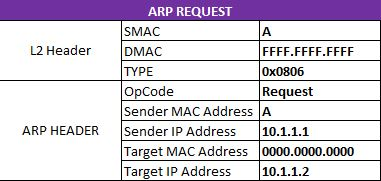 ARP REQUEST
L2 Header
SMAC A
DMAC FFFF.FFFF.FFFF
TYPE 0x0806
ARP HEADER
OpCode Request
Sender MAC Address A
Sender IP Address 10.1.1.1
Target MAC Address 0000.0000.0000
Target IP Address 10.1.1.2